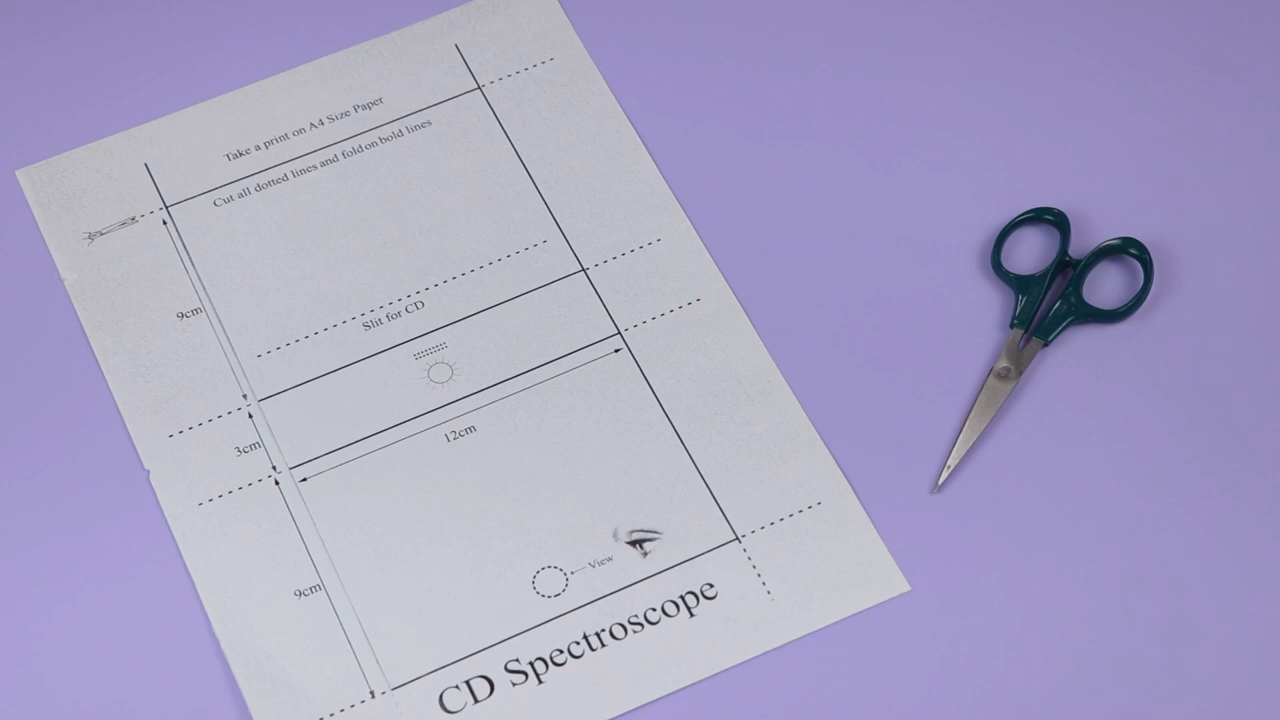 Take a print on A4 Size Paper
Cut all dotted lines and fold on bold lines
9cm
Slit for CD
3cm
12cm
9cm
View
CD Spectroscope